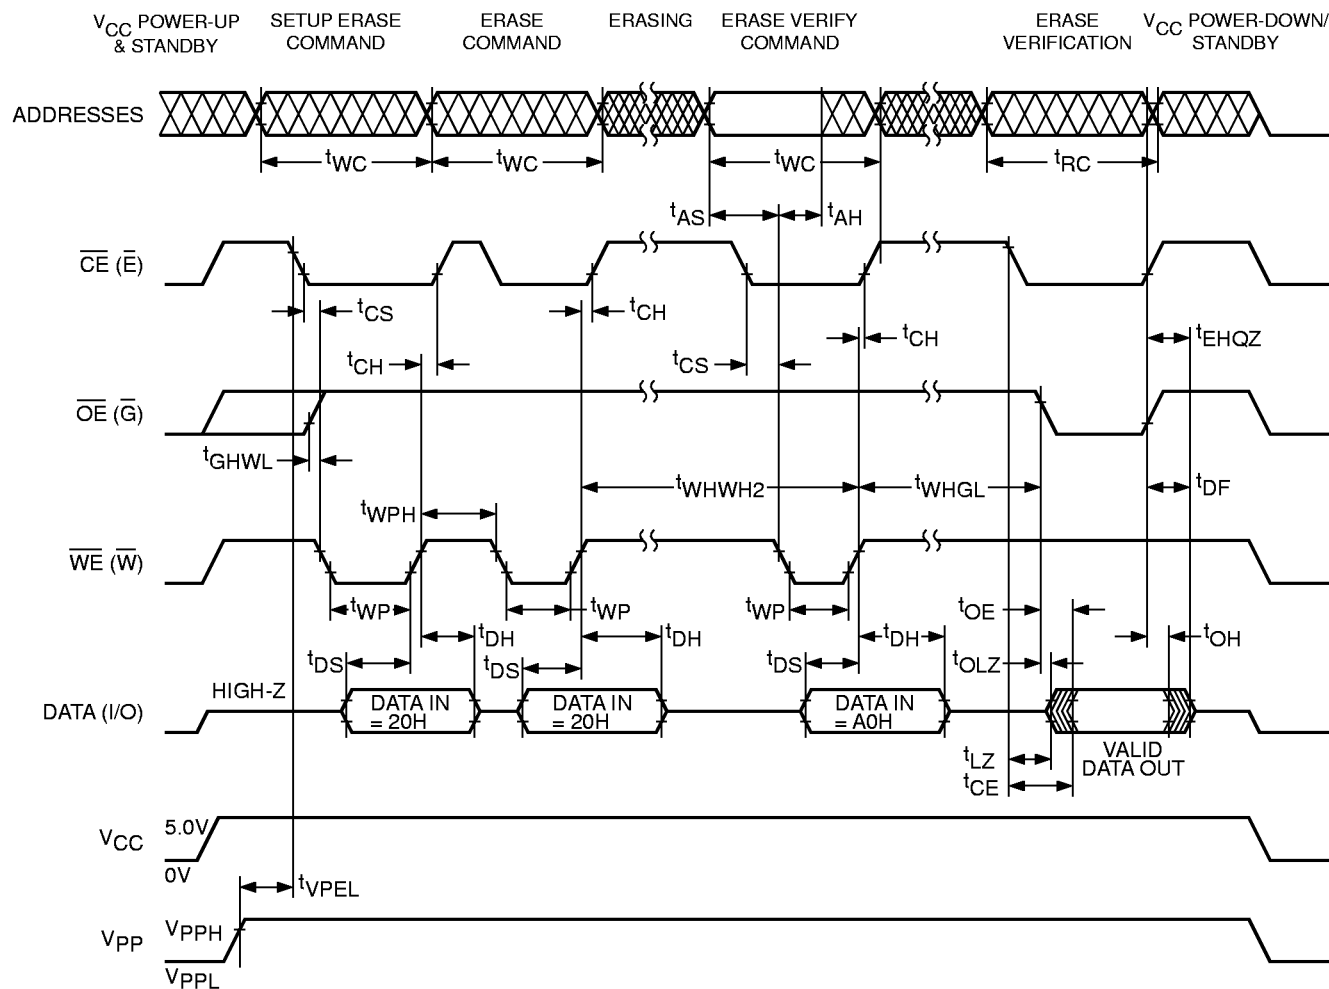 VCC POWER-UP & STANDBY
SETUP ERASE COMMAND
ERASE COMMAND
ERASING
ERASE VERIFY COMMAND
ERASE VERIFICATION
VCC POWER-DOWN/ STANDBY
ADDRESSES
tWC
tWC
tWC
tRC
tAS
tAH
C̅E̅ (E̅)
tCS
tCH
tCH
tEHQZ
tCH
tCS
O̅E̅ (G̅)
tGHWL
tWHWH2
tWHGL
tDF
tWPH
W̅E̅ (W̅)
tWP
tWP
tWP
tOE
tDH
tDH
tDH
tOH
tDS
tDS
tDS
tOLZ
HIGH-Z
DATA (I/O)
DATA IN = 20H
DATA IN = 20H
DATA IN = A0H
VALID DATA OUT
tLZ
tCE
VCC
5.0V
0V
tVPEL
VPP
VPPH
VPPL